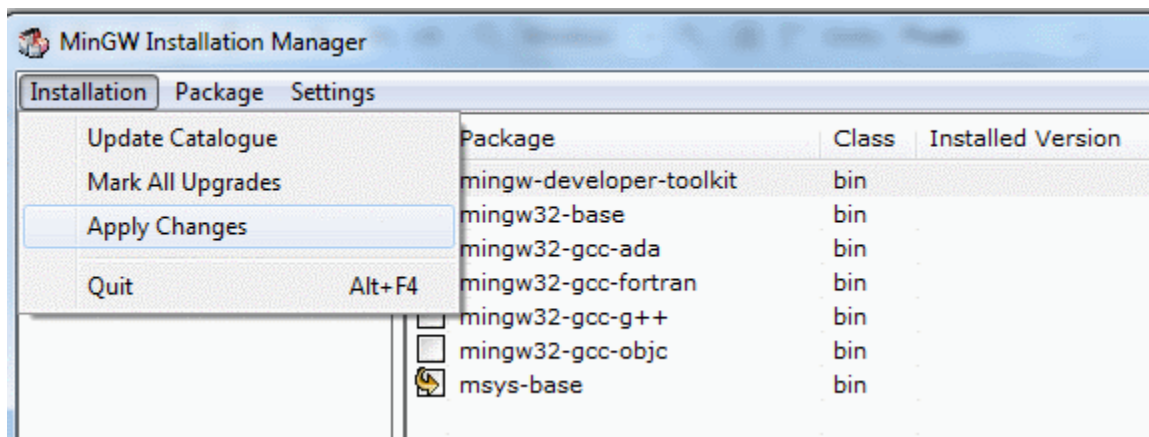 MinGW Installation Manager
Installation Package Settings
Update Catalogue
Mark All Upgrades
Apply Changes
Quit Alt+F4
Package Class Installed Version
mingw-developer-toolkit bin
mingw32-base bin
mingw32-gcc-ada bin
mingw32-gcc-fortran bin
mingw32-gcc-g++ bin
mingw32-gcc-objc bin
msys-base bin